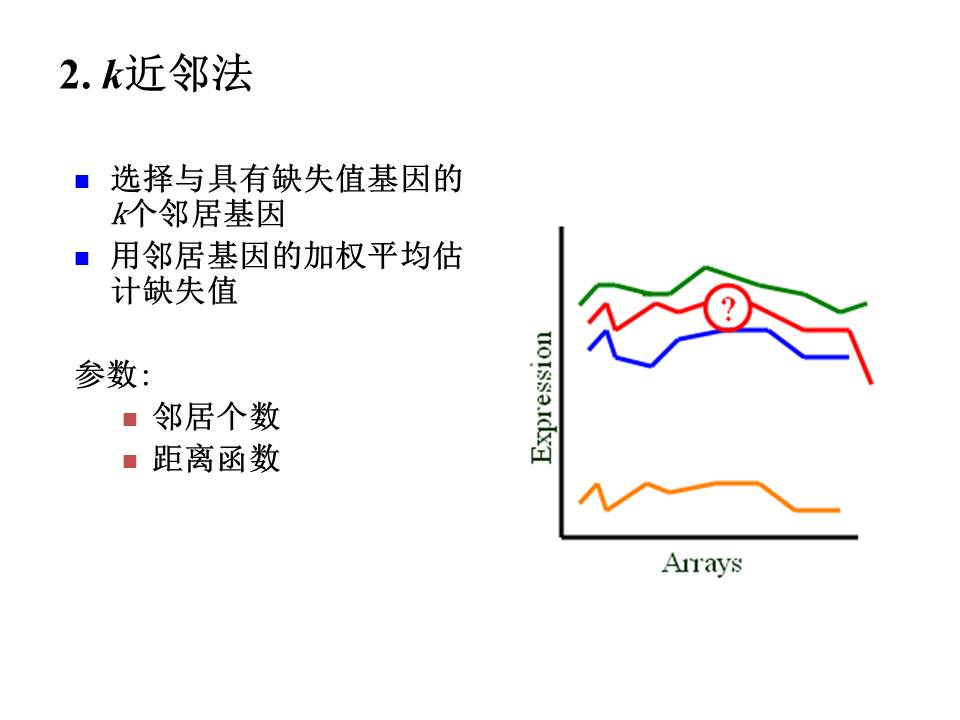 2. k近邻法
选择与具有缺失值基因的
k个邻居基因
用邻居基因的加权平均估
计缺失值
参数:
邻居个数
距离函数
?
Expression
Arrays